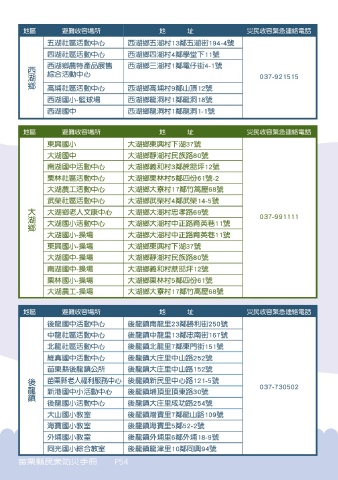 地區 避難收容場所 地 址 災民收容緊急連絡電話
西湖鄉
五湖社區活動中心 西湖鄉五湖村13鄰五湖街194-4號
四湖社區活動中心 西湖鄉四湖村4鄰學堂下11號
西湖鄉農特產品展售綜合活動中心 西湖鄉三湖村1鄰電仔街4-1號
高埔社區活動中心 西湖鄉高埔村9鄰山頂12號
西湖國小-籃球場 西湖鄉龍洞村1鄰龍洞18號
西湖國中 西湖鄉龍洞村1鄰龍洞1-1號
037-921515
地區 避難收容場所 地 址 災民收容緊急連絡電話
大湖鄉
東興國小 大湖鄉東興村下湖37號
大湖國中 大湖鄉靜湖村民族路80號
南湖國中活動中心 大湖鄉義和村3鄰蔗廍坪12號
栗林社區活動中心 大湖鄉栗林村5鄰四份61號-2
大湖農工活動中心 大湖鄉大寮村17鄰竹篙屋68號
武榮社區活動中心 大湖鄉武榮村4鄰武榮14-5號
大湖鄉老人文康中心 大湖鄉大湖村忠孝路69號
大湖國小活動中心 大湖鄉大湖村中正路育英巷11號
大湖國小-操場 大湖鄉大湖村中正路育英巷11號
東興國小-操場 大湖鄉東興村下湖37號
大湖國中-操場 大湖鄉靜湖村民族路80號
南湖國中-操場 大湖鄉義和村蔗廍坪12號
栗林國小-操場 大湖鄉栗林村5鄰四份61號
大湖農工-操場 大湖鄉大寮村17鄰竹篙屋68號
037-991111
地區 避難收容場所 地 址 災民收容緊急連絡電話
後龍鎮
後龍國中活動中心 後龍鎮南龍里23鄰勝利街250號
中龍社區活動中心 後龍鎮中龍里13鄰忠南街167號
北龍社區活動中心 後龍鎮北龍里7鄰東門街151號
維真國中活動中心 後龍鎮大庄里中山路252號
苗栗縣後龍鎮公所 後龍鎮大庄里中山路152號
苗栗縣老人福利服務中心 後龍鎮新民里中心路121-5號
新港國中小活動中心 後龍鎮埔頂里頂東路30號
後龍國小活動中心 後龍鎮大庄里成功路254號
大山國小教室 後龍鎮灣寶里7鄰龍山路109號
海寶國小教室 後龍鎮海寶里5鄰52-2號
外埔國小教室 後龍鎮外埔里6鄰外埔18-9號
同光國小綜合教室 後龍鎮龍津里10鄰同興94號
037-730502
苗栗縣民眾防災手冊 P54